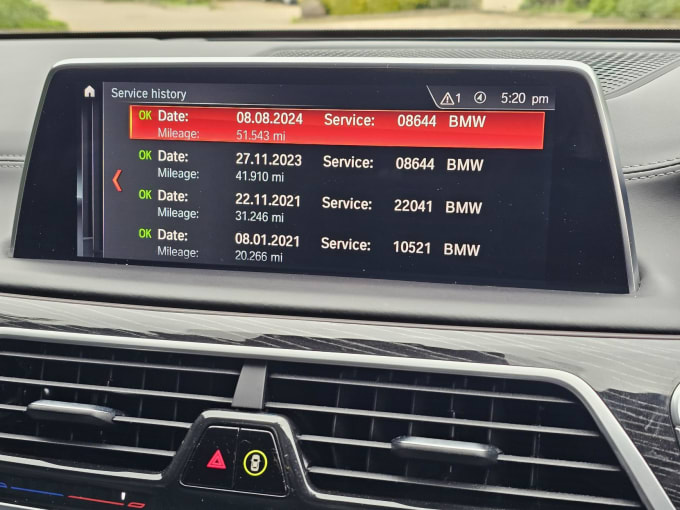 Service history
1 4 5:20 pm
OK Date: 08.08.2024 Service: 08644 BMW
Mileage: 51.543 mi
OK Date: 27.11.2023 Service: 08644 BMW
Mileage: 41.910 mi
OK Date: 22.11.2021 Service: 22041 BMW
Mileage: 31.246 mi
OK Date: 08.01.2021 Service: 10521 BMW
Mileage: 20.266 mi